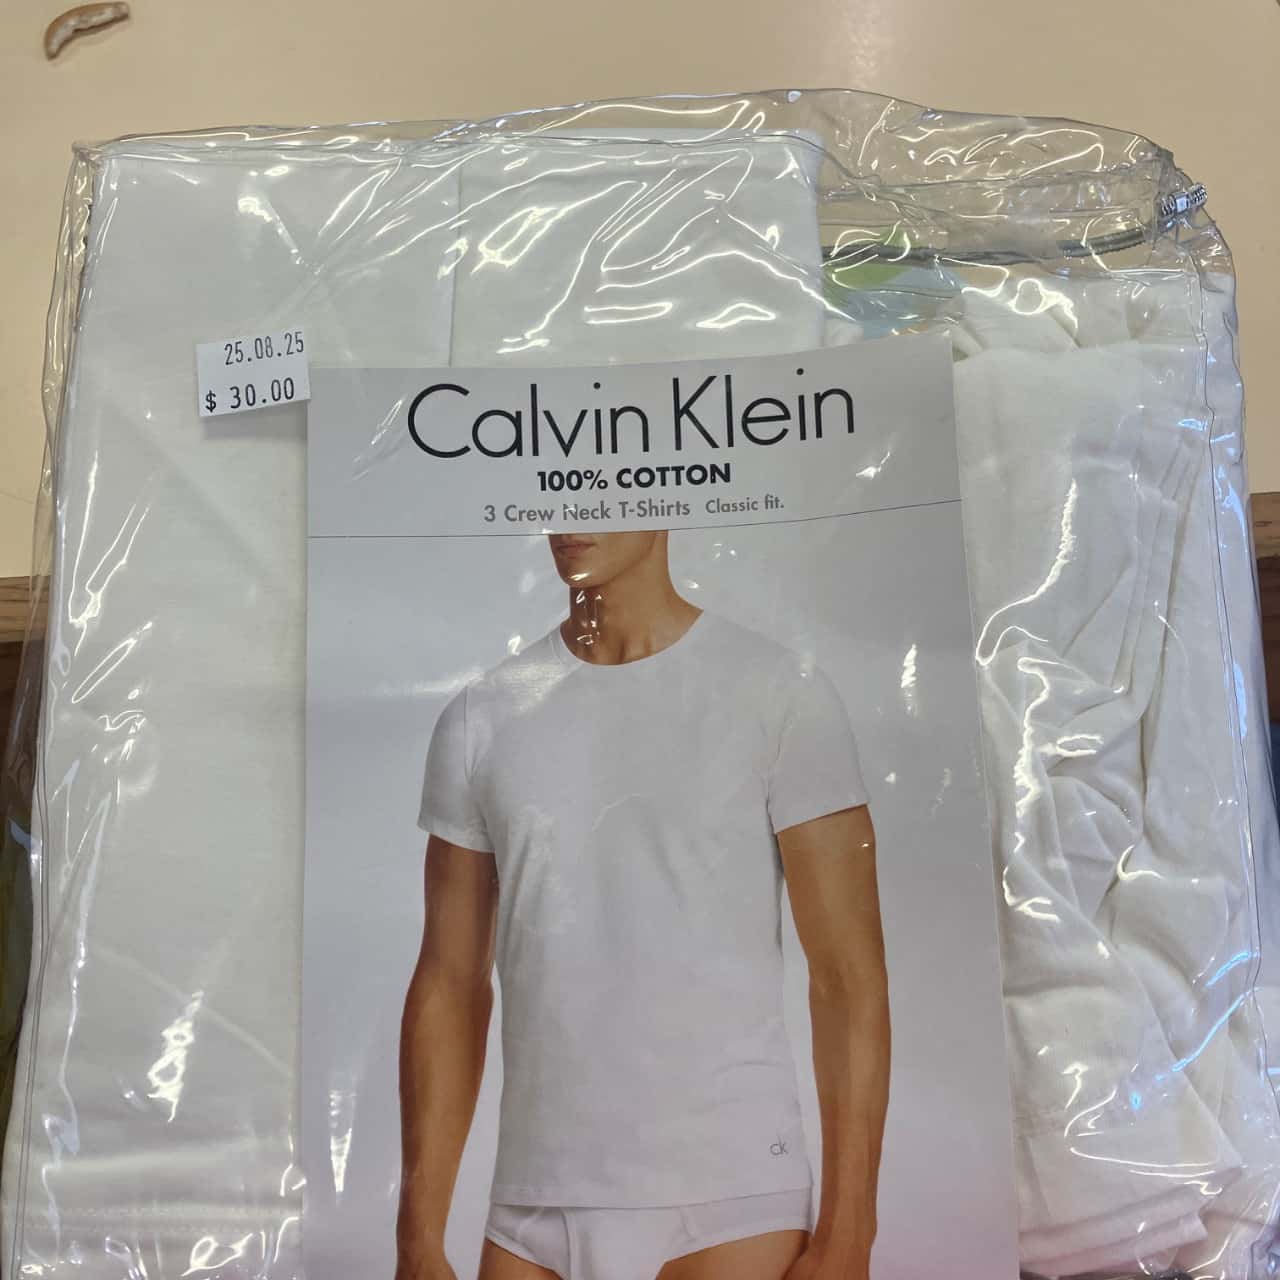 25.08.25
$ 30.00
Calvin Klein
100% COTTON
3 Crew Neck T-Shirts Classic fit.
ck